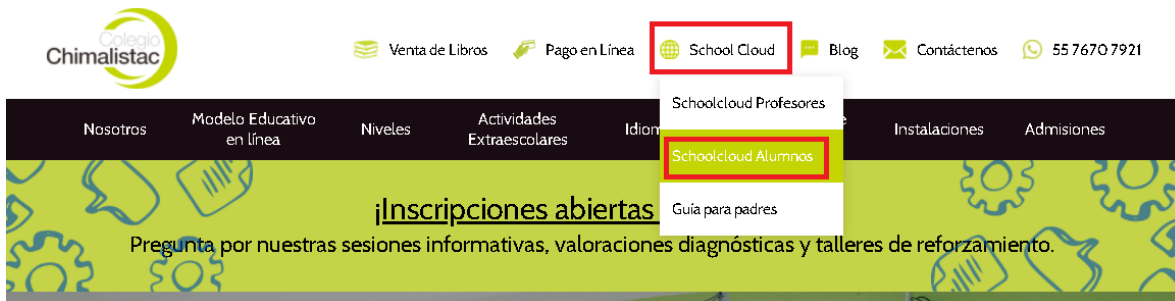 Colegio
Chimalistac
Venta de Libros
Pago en Línea
School Cloud
Blog
Contáctenos
55 7670 7921
Schoolcloud Profesores
Schoolcloud Alumnos
Guía para padres
Nosotros
Modelo Educativo
en línea
Niveles
Actividades
Extraescolares
Instalaciones
Admisiones
¡Inscripciones abiertas
Pregunta por nuestras sesiones informativas, valoraciones diagnósticas y talleres de reforzamiento.